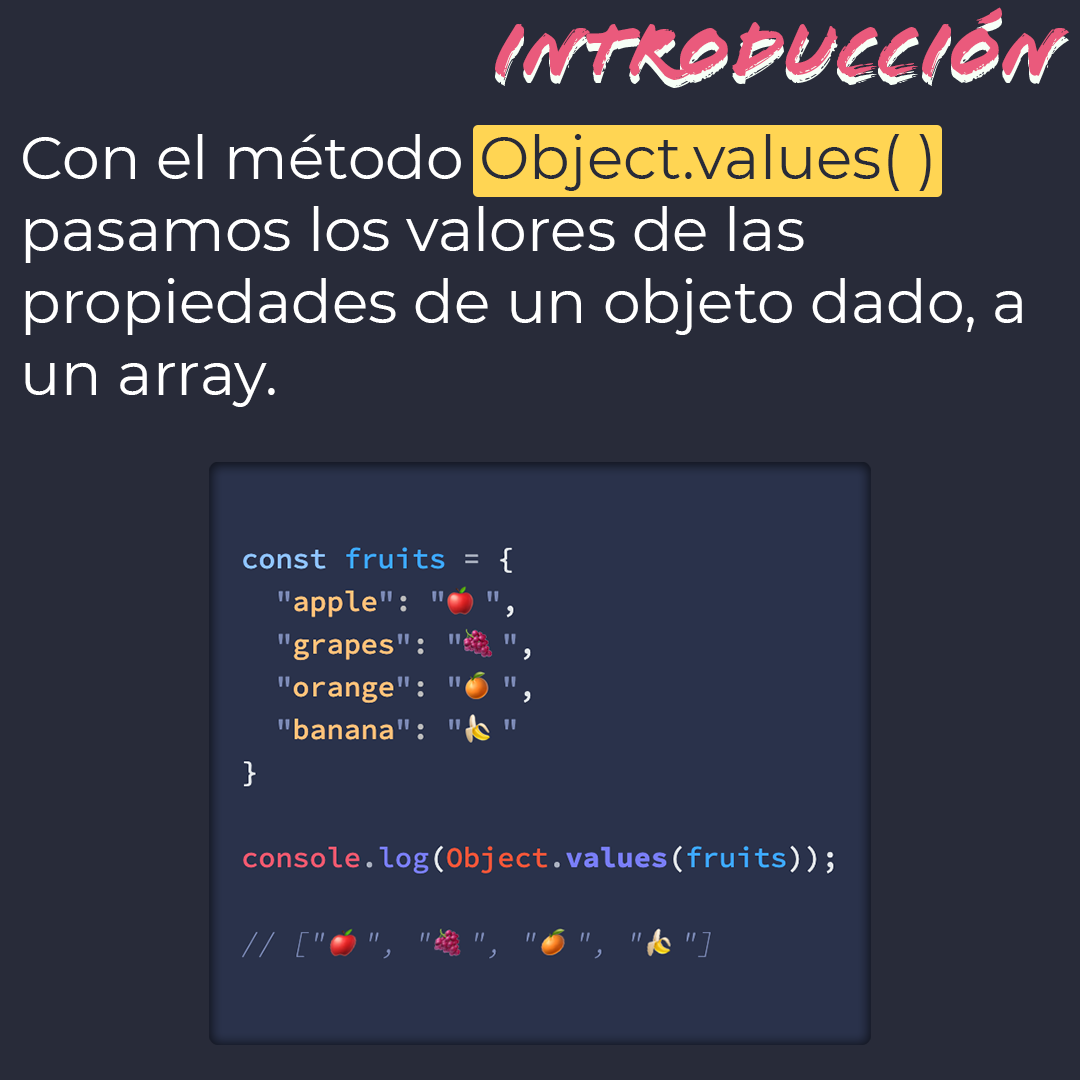 INTRODUCCIÓN
Con el método Object.values( )
pasamos los valores de las
propiedades de un objeto dado, a
un array.
const fruits = {
  "apple": "🍎 ",
  "grapes": "🍇 ",
  "orange": "🍊 ",
  "banana": "🍌 "
}
console.log(Object.values(fruits));
// ["🍎 ", "🍇 ", "🍊 ", "🍌 "]